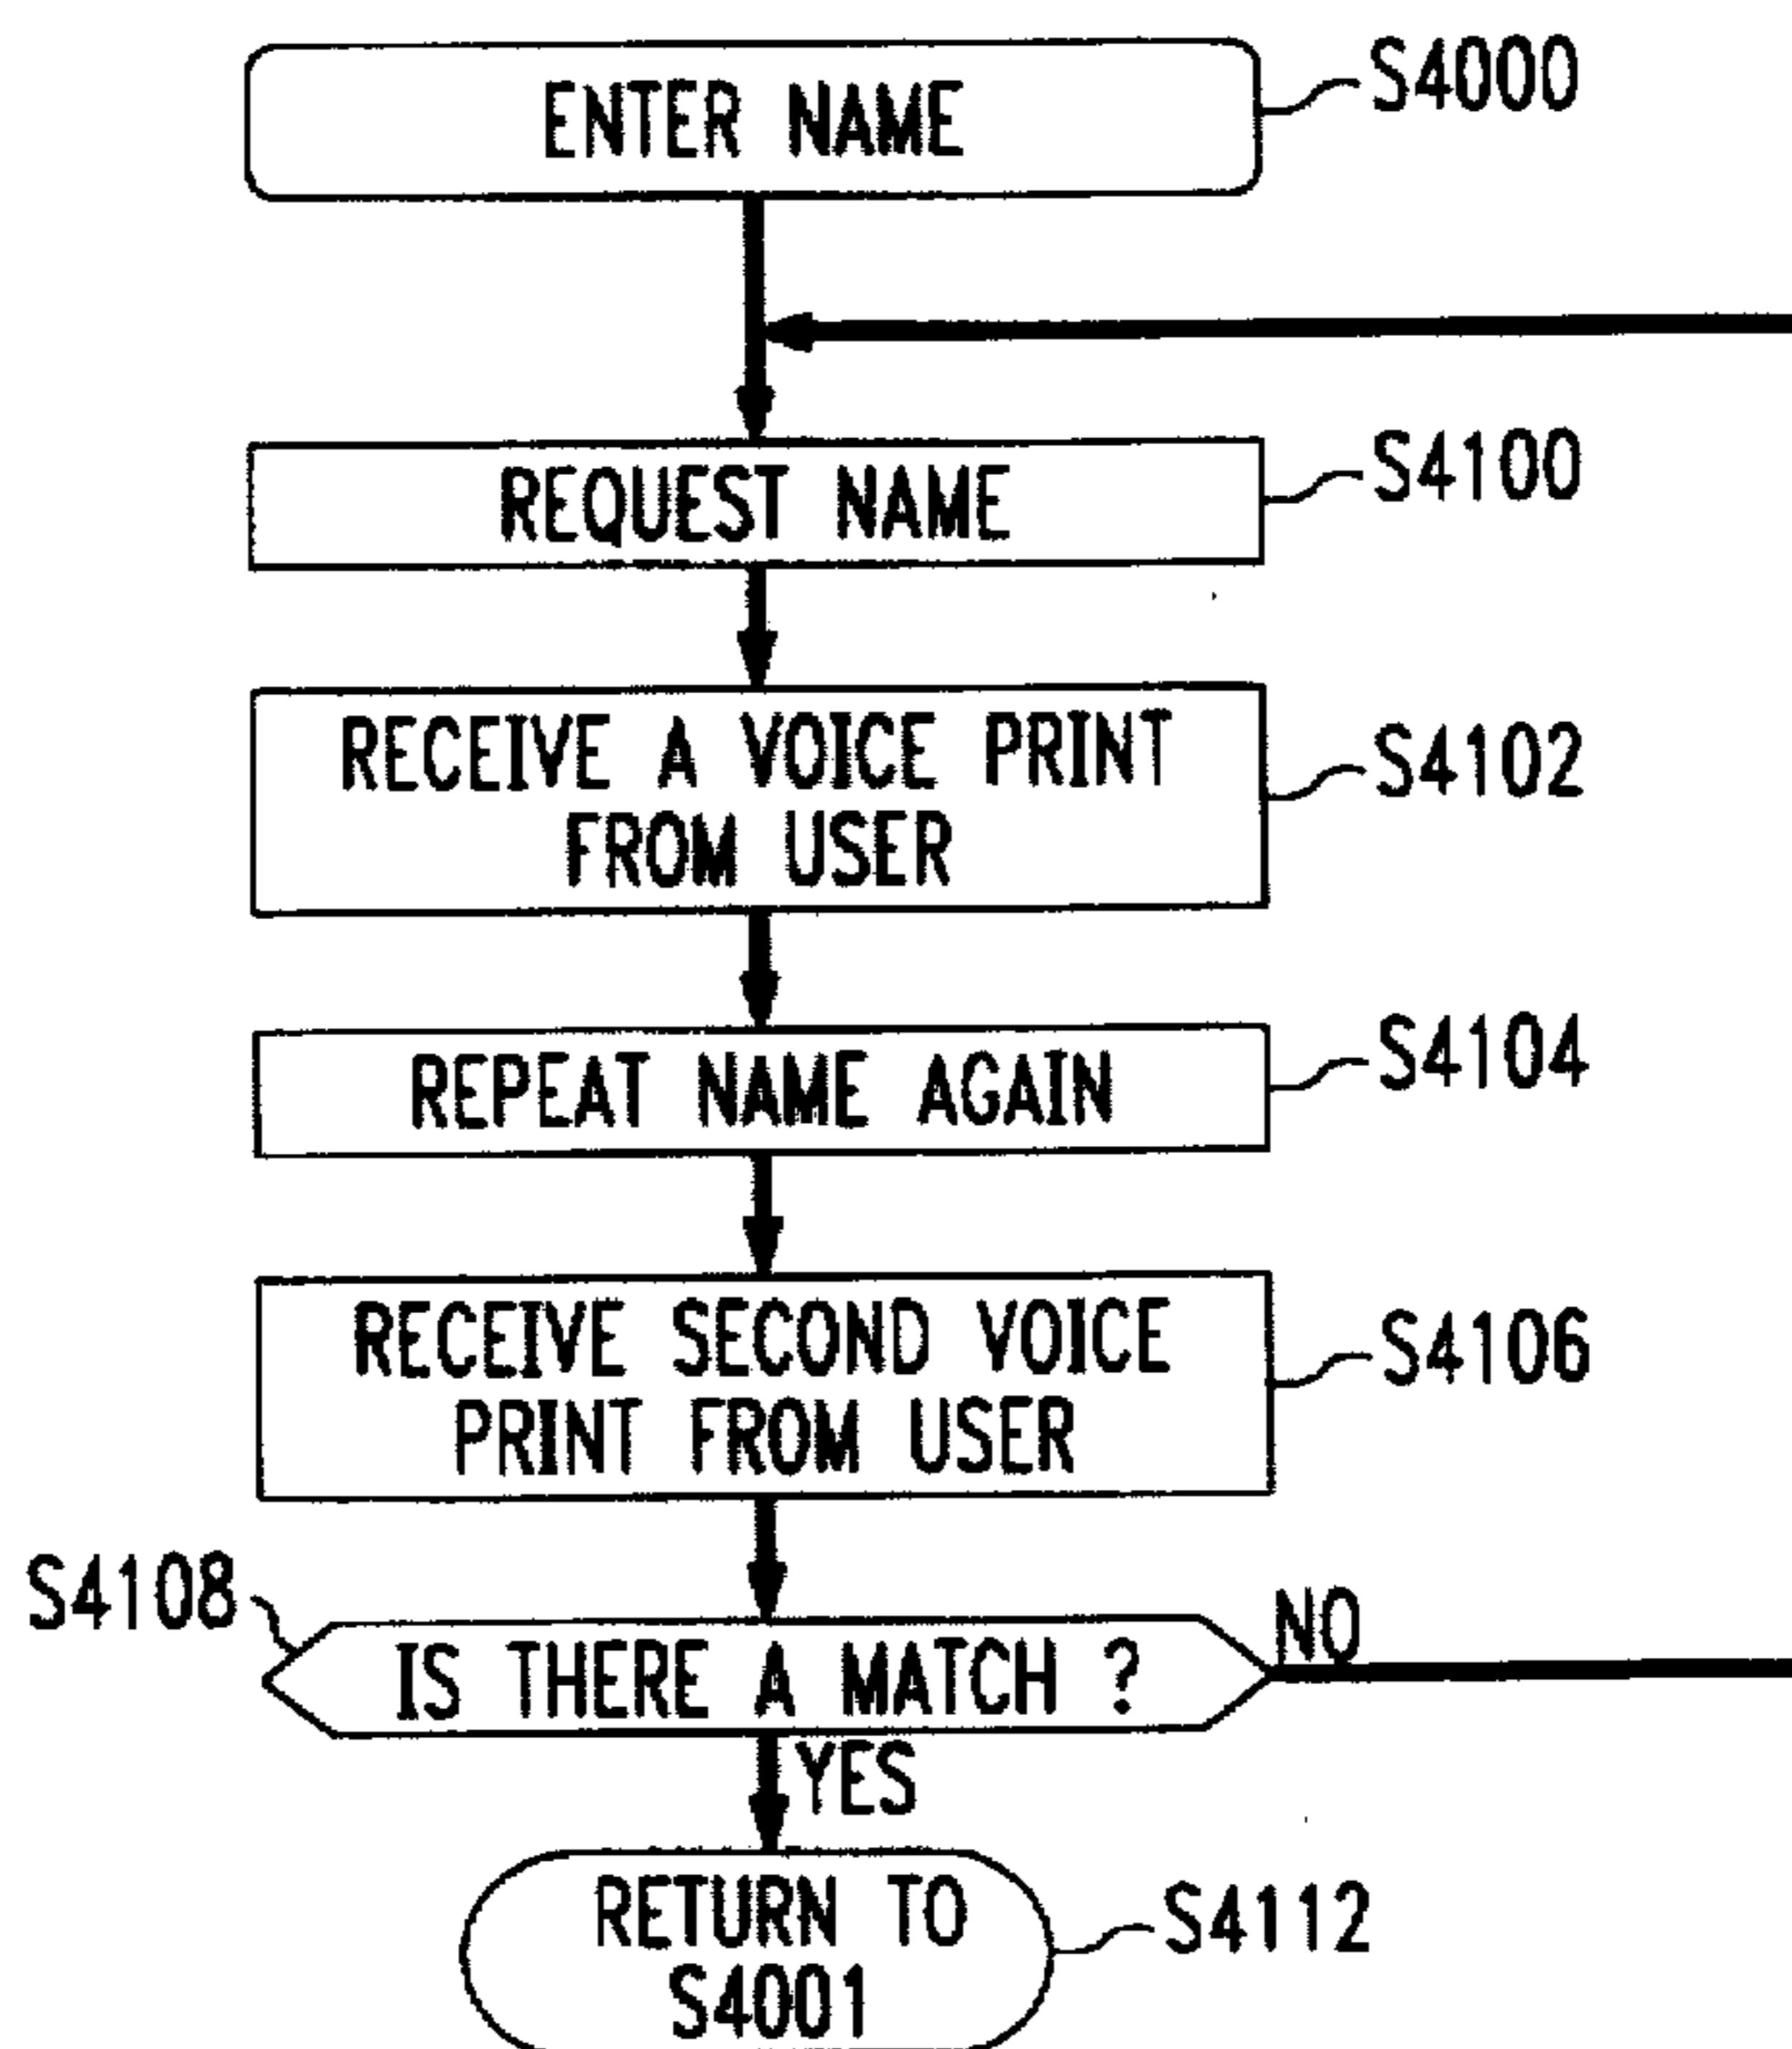 ENTER NAME
S4000
REQUEST NAME
S4100
RECEIVE A VOICE PRINT
FROM USER
S4102
REPEAT NAME AGAIN
S4104
RECEIVE SECOND VOICE
PRINT FROM USER
S4106
S4108
IS THERE A MATCH ?
NO
YES
RETURN TO
S4001
S4112